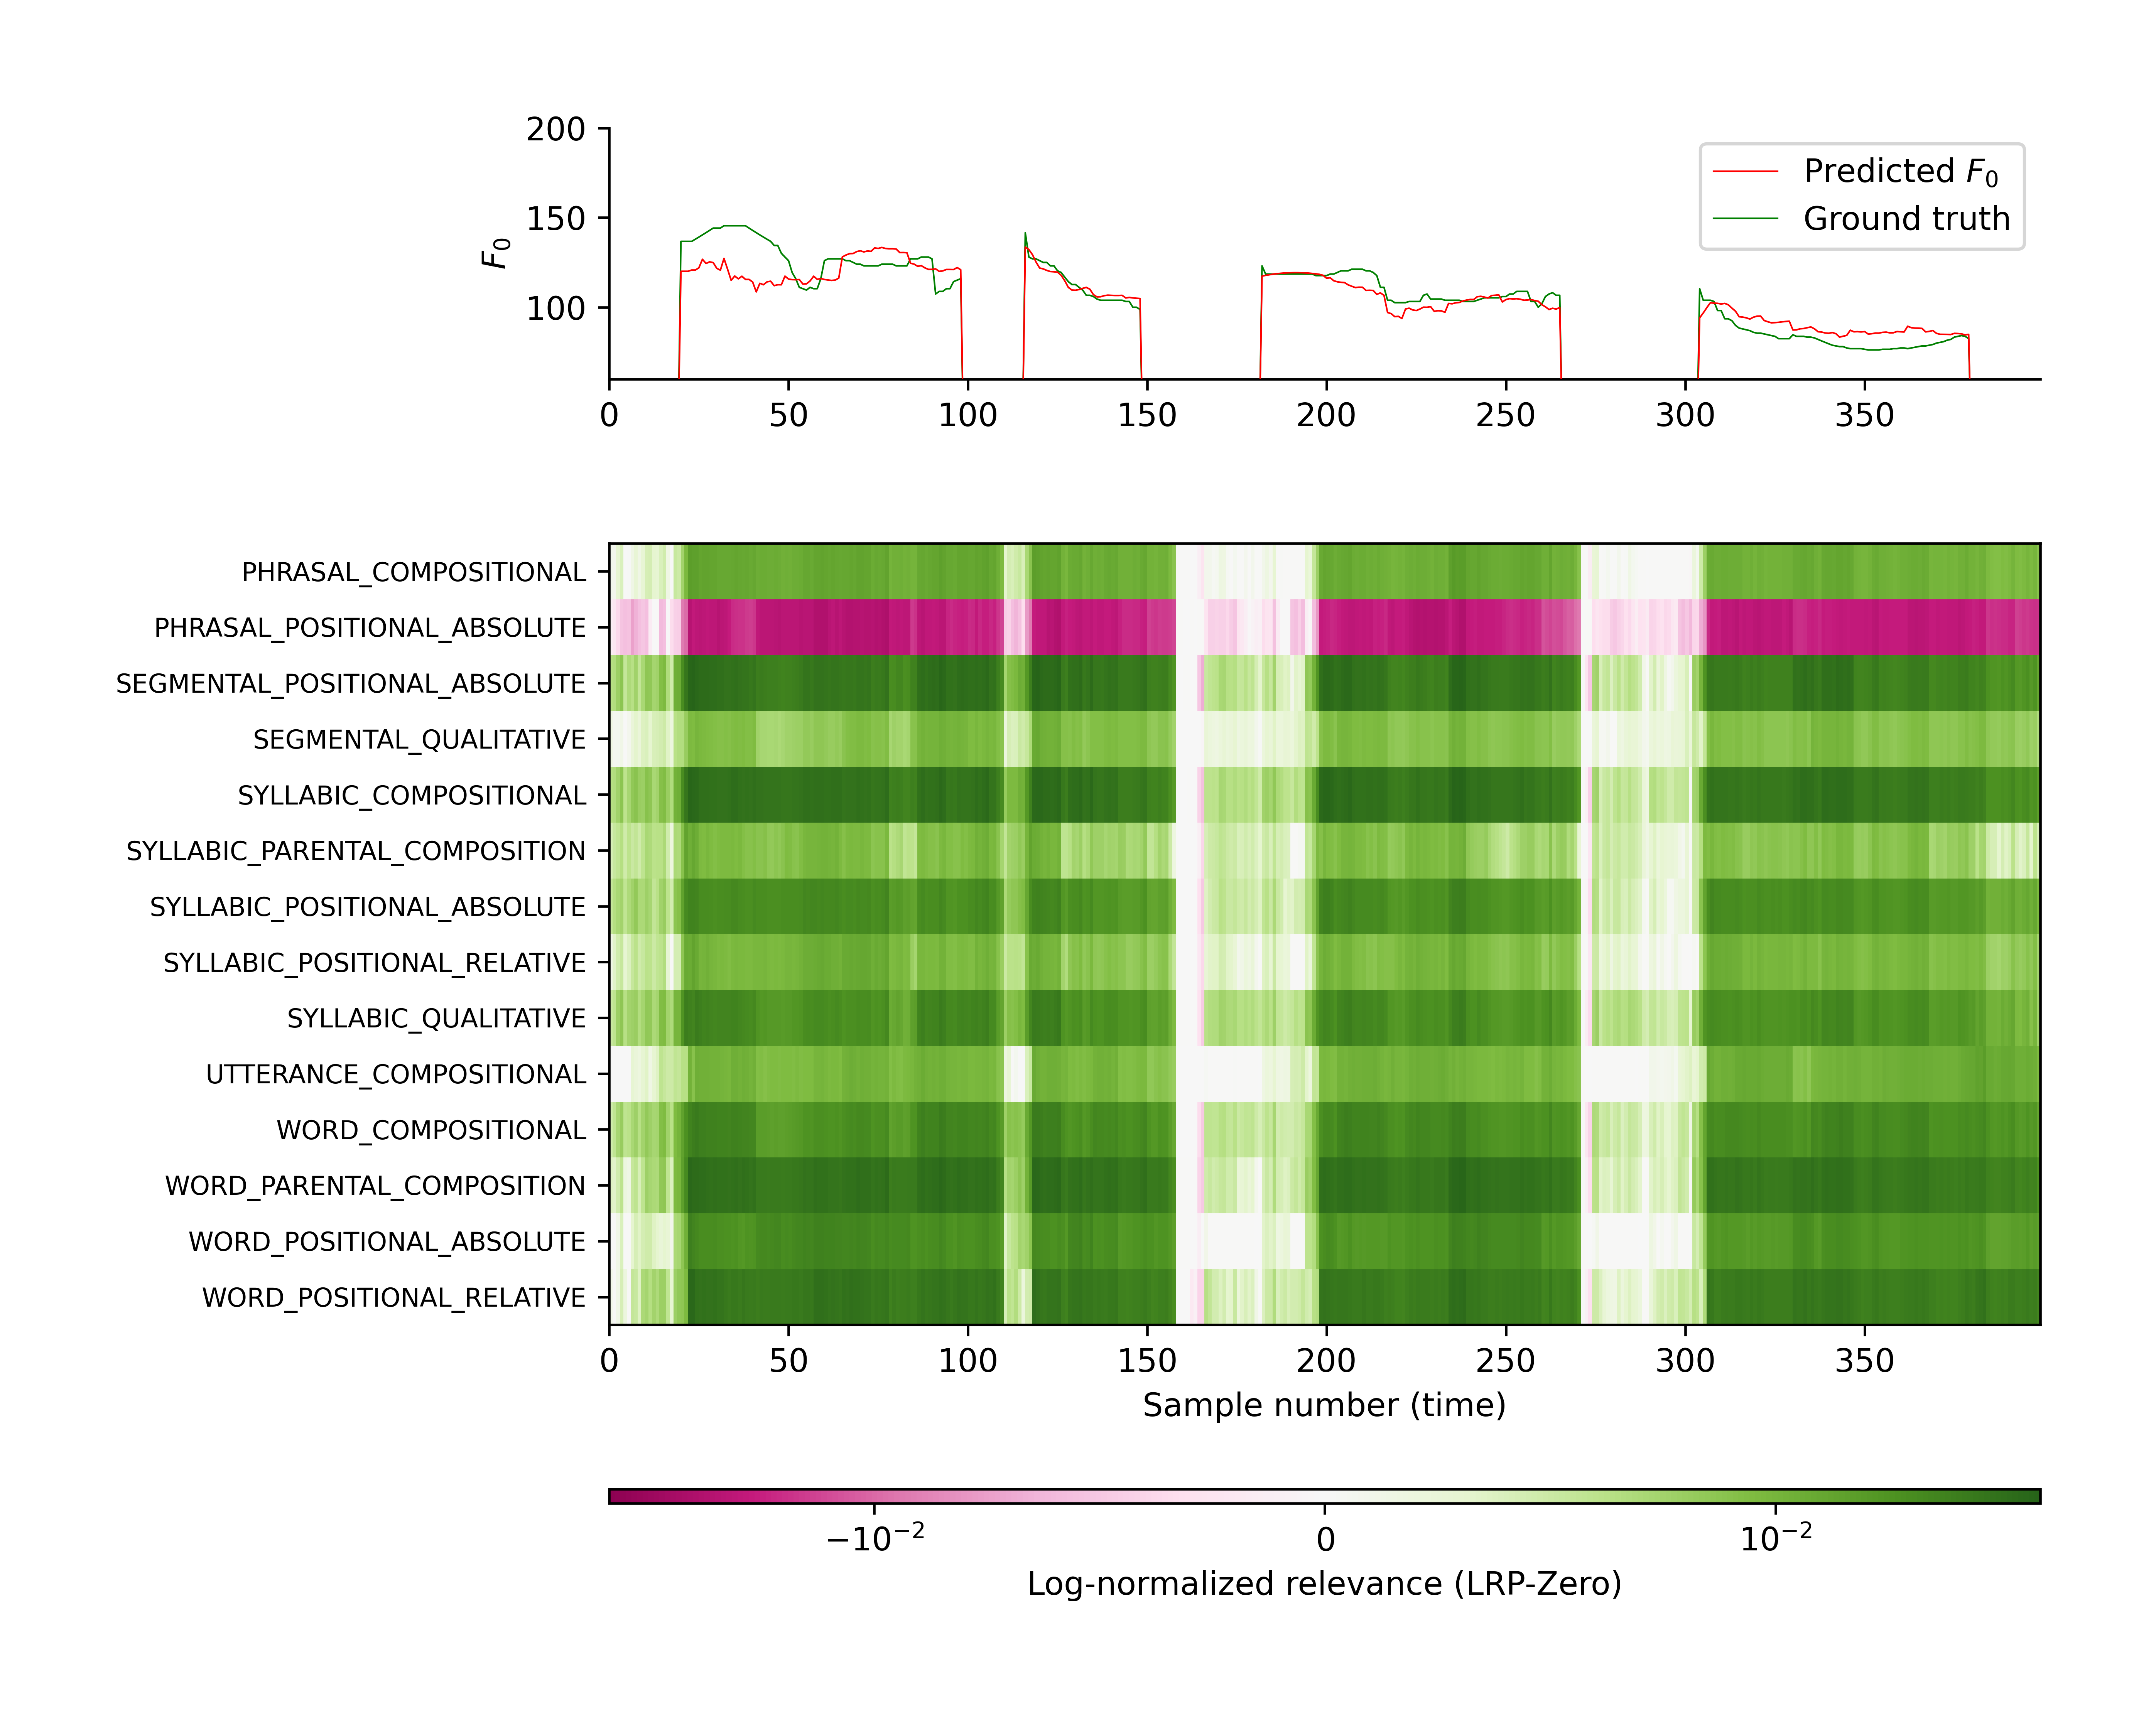 200
150
100
F₀
Predicted F₀
Ground truth
0 50 100 150 200 250 300 350
PHRASAL_COMPOSITIONAL
PHRASAL_POSITIONAL_ABSOLUTE
SEGMENTAL_POSITIONAL_ABSOLUTE
SEGMENTAL_QUALITATIVE
SYLLABIC_COMPOSITIONAL
SYLLABIC_PARENTAL_COMPOSITION
SYLLABIC_POSITIONAL_ABSOLUTE
SYLLABIC_POSITIONAL_RELATIVE
SYLLABIC_QUALITATIVE
UTTERANCE_COMPOSITIONAL
WORD_COMPOSITIONAL
WORD_PARENTAL_COMPOSITION
WORD_POSITIONAL_ABSOLUTE
WORD_POSITIONAL_RELATIVE
0 50 100 150 200 250 300 350
Sample number (time)
−10⁻² 0 10⁻²
Log-normalized relevance (LRP-Zero)